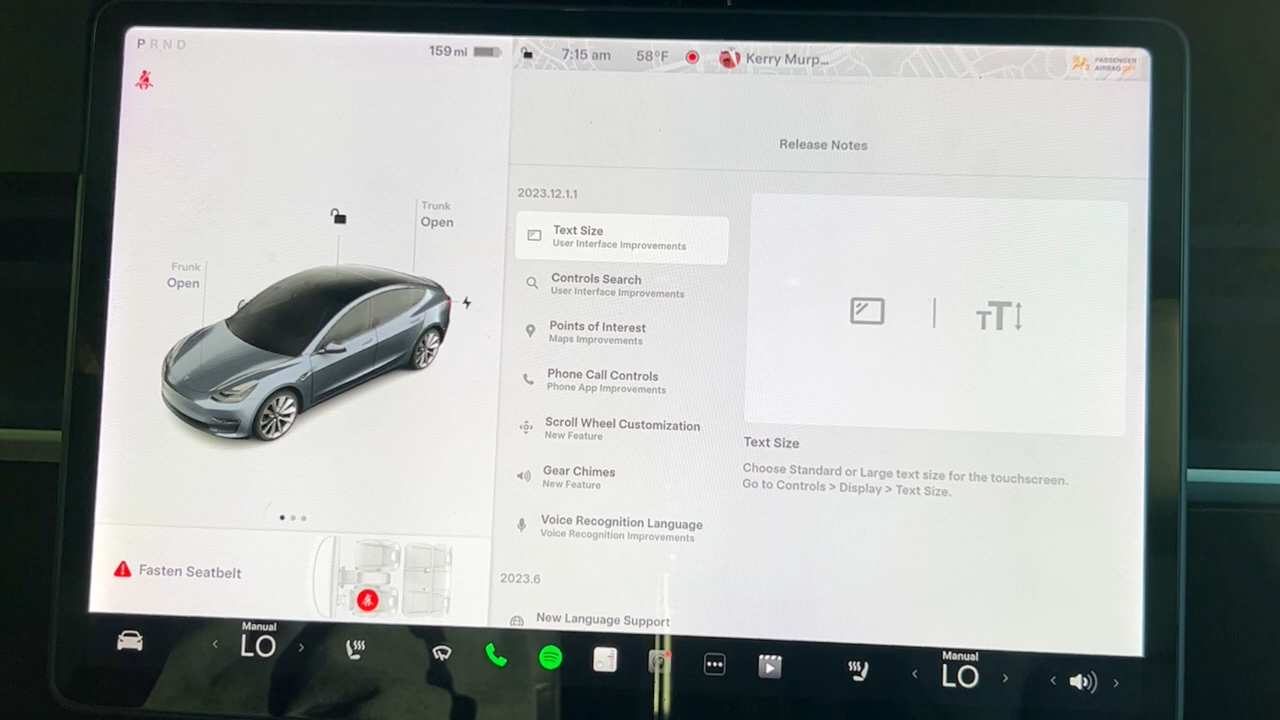 P R N D
159 mi
7:15 am
58°F
Kerry Murp...
PASSENGER
AIRBAG OFF
Release Notes
Trunk
Open
Frunk
Open
Fasten Seatbelt
2023.12.1.1
Text Size
User Interface Improvements
Controls Search
User Interface Improvements
Points of Interest
Maps Improvements
Phone Call Controls
Phone App Improvements
Scroll Wheel Customization
New Feature
Gear Chimes
New Feature
Voice Recognition Language
Voice Recognition Improvements
2023.6
New Language Support
TT
Text Size
Choose Standard or Large text size for the touchscreen.
Go to Controls > Display > Text Size.
Manual
LO
Manual
LO